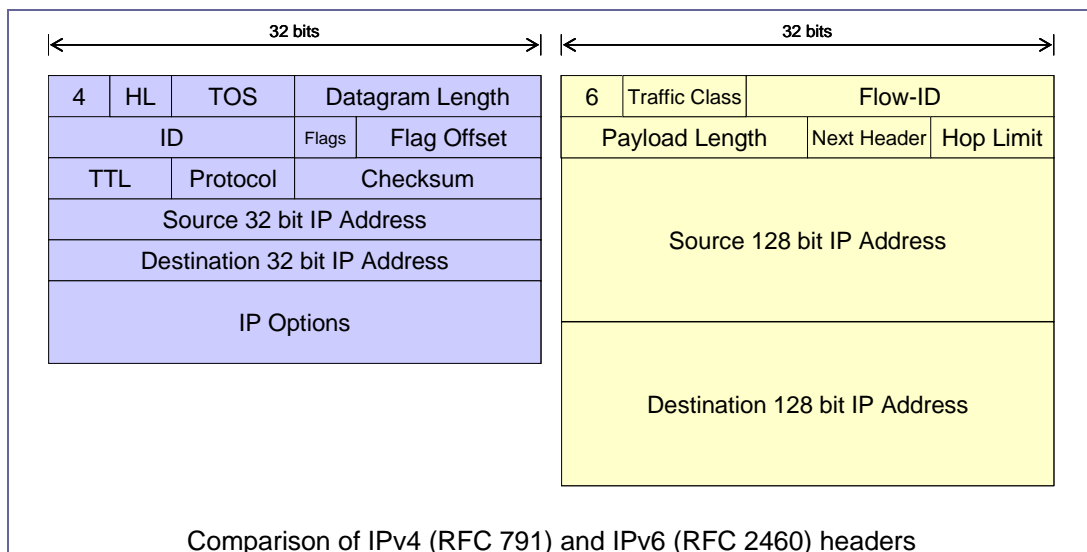 32 bits
4 HL TOS Datagram Length
ID Flags Flag Offset
TTL Protocol Checksum
Source 32 bit IP Address
Destination 32 bit IP Address
IP Options
32 bits
6 Traffic Class Flow-ID
Payload Length Next Header Hop Limit
Source 128 bit IP Address
Destination 128 bit IP Address
Comparison of IPv4 (RFC 791) and IPv6 (RFC 2460) headers